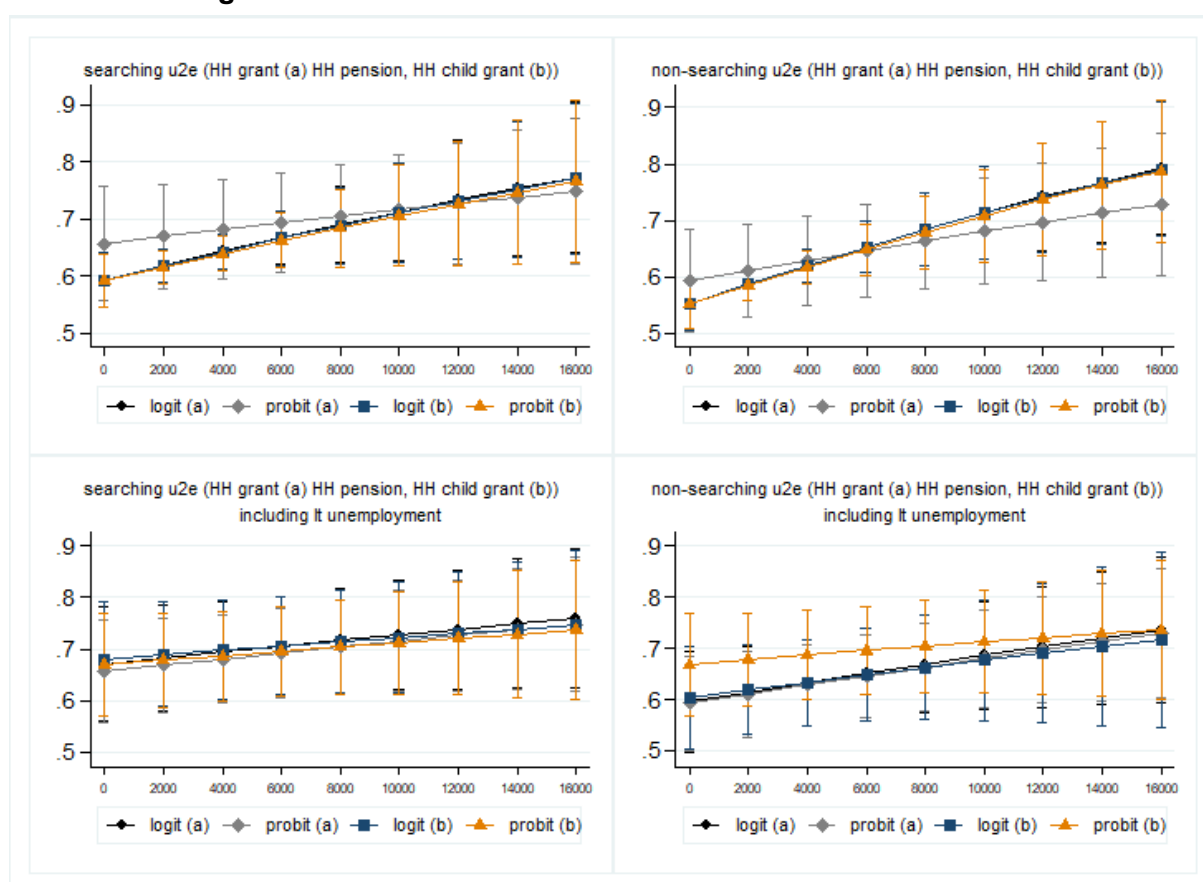 searching u2e (HH grant (a) HH pension, HH child grant (b))
.9
.8
.7
.6
.5
0 2000 4000 6000 8000 10000 12000 14000 16000
logit (a) probit (a) logit (b) probit (b)
non-searching u2e (HH grant (a) HH pension, HH child grant (b))
.9
.8
.7
.6
.5
0 2000 4000 6000 8000 10000 12000 14000 16000
logit (a) probit (a) logit (b) probit (b)
searching u2e (HH grant (a) HH pension, HH child grant (b))
including lt unemployment
.9
.8
.7
.6
.5
0 2000 4000 6000 8000 10000 12000 14000 16000
logit (a) probit (a) logit (b) probit (b)
non-searching u2e (HH grant (a) HH pension, HH child grant (b))
including lt unemployment
.9
.8
.7
.6
.5
0 2000 4000 6000 8000 10000 12000 14000 16000
logit (a) probit (a) logit (b) probit (b)